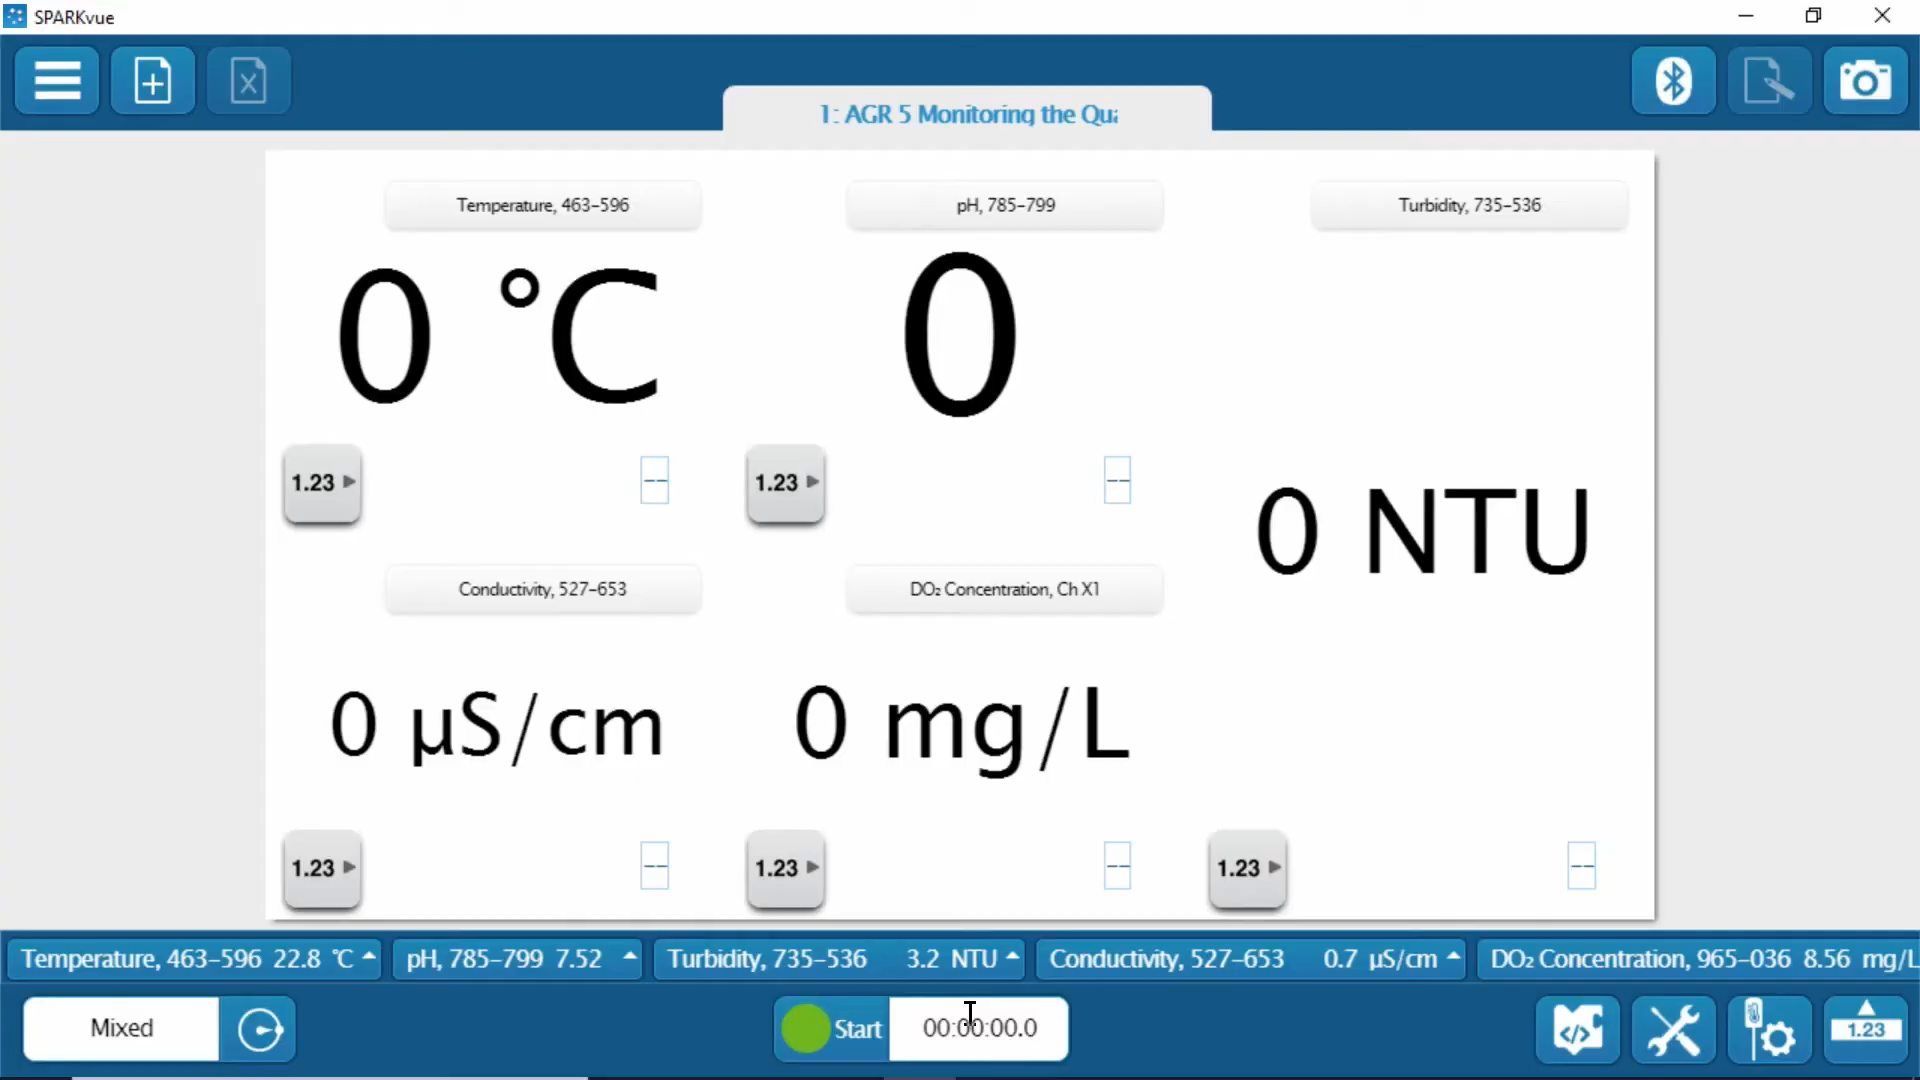 SPARKvue
1: AGR 5 Monitoring the Qua
Temperature, 463-596
pH, 785-799
Turbidity, 735-536
0 °C
0
1.23
--
1.23
--
0 NTU
Conductivity, 527-653
DO₂ Concentration, Ch X1
0 µS/cm
0 mg/L
1.23
--
1.23
--
1.23
--
Temperature, 463-596 22.8 °C
pH, 785-799 7.52
Turbidity, 735-536 3.2 NTU
Conductivity, 527-653 0.7 µS/cm
DO₂ Concentration, 965-036 8.56 mg/L
Mixed
Start
00:00:00.0
1.23